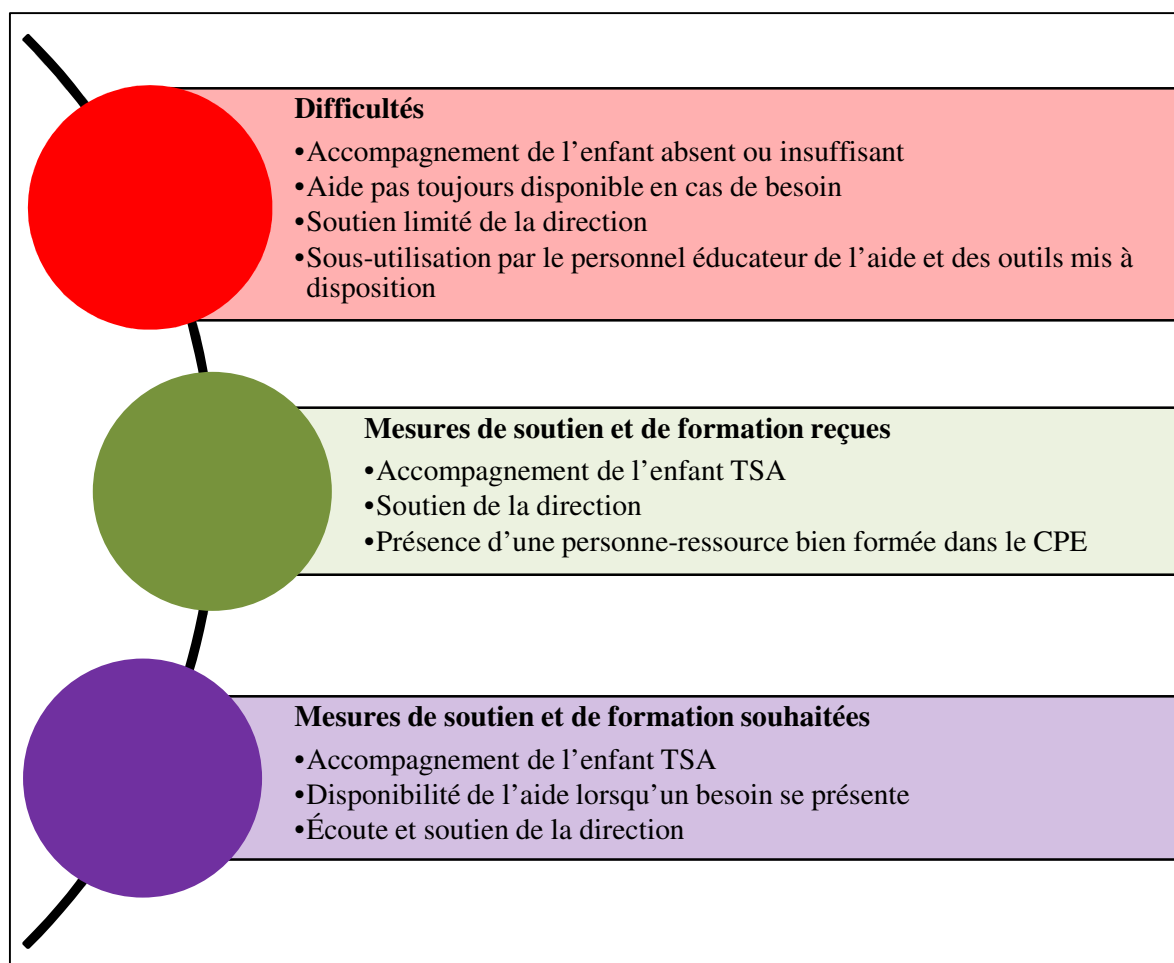 Difficultés
•Accompagnement de l’enfant absent ou insuffisant
•Aide pas toujours disponible en cas de besoin
•Soutien limité de la direction
•Sous-utilisation par le personnel éducateur de l’aide et des outils mis à
disposition
Mesures de soutien et de formation reçues
•Accompagnement de l’enfant TSA
•Soutien de la direction
•Présence d’une personne-ressource bien formée dans le CPE
Mesures de soutien et de formation souhaitées
•Accompagnement de l’enfant TSA
•Disponibilité de l’aide lorsqu’un besoin se présente
•Écoute et soutien de la direction